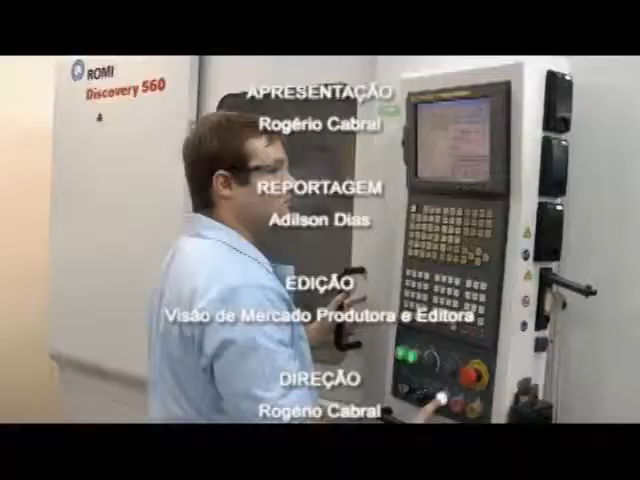 ROMI
Discovery 560
APRESENTAÇÃO
Rogério Cabral
REPORTAGEM
Adilson Dias
EDIÇÃO
Visão de Mercado Produtora e Editora
DIREÇÃO
Rogério Cabral